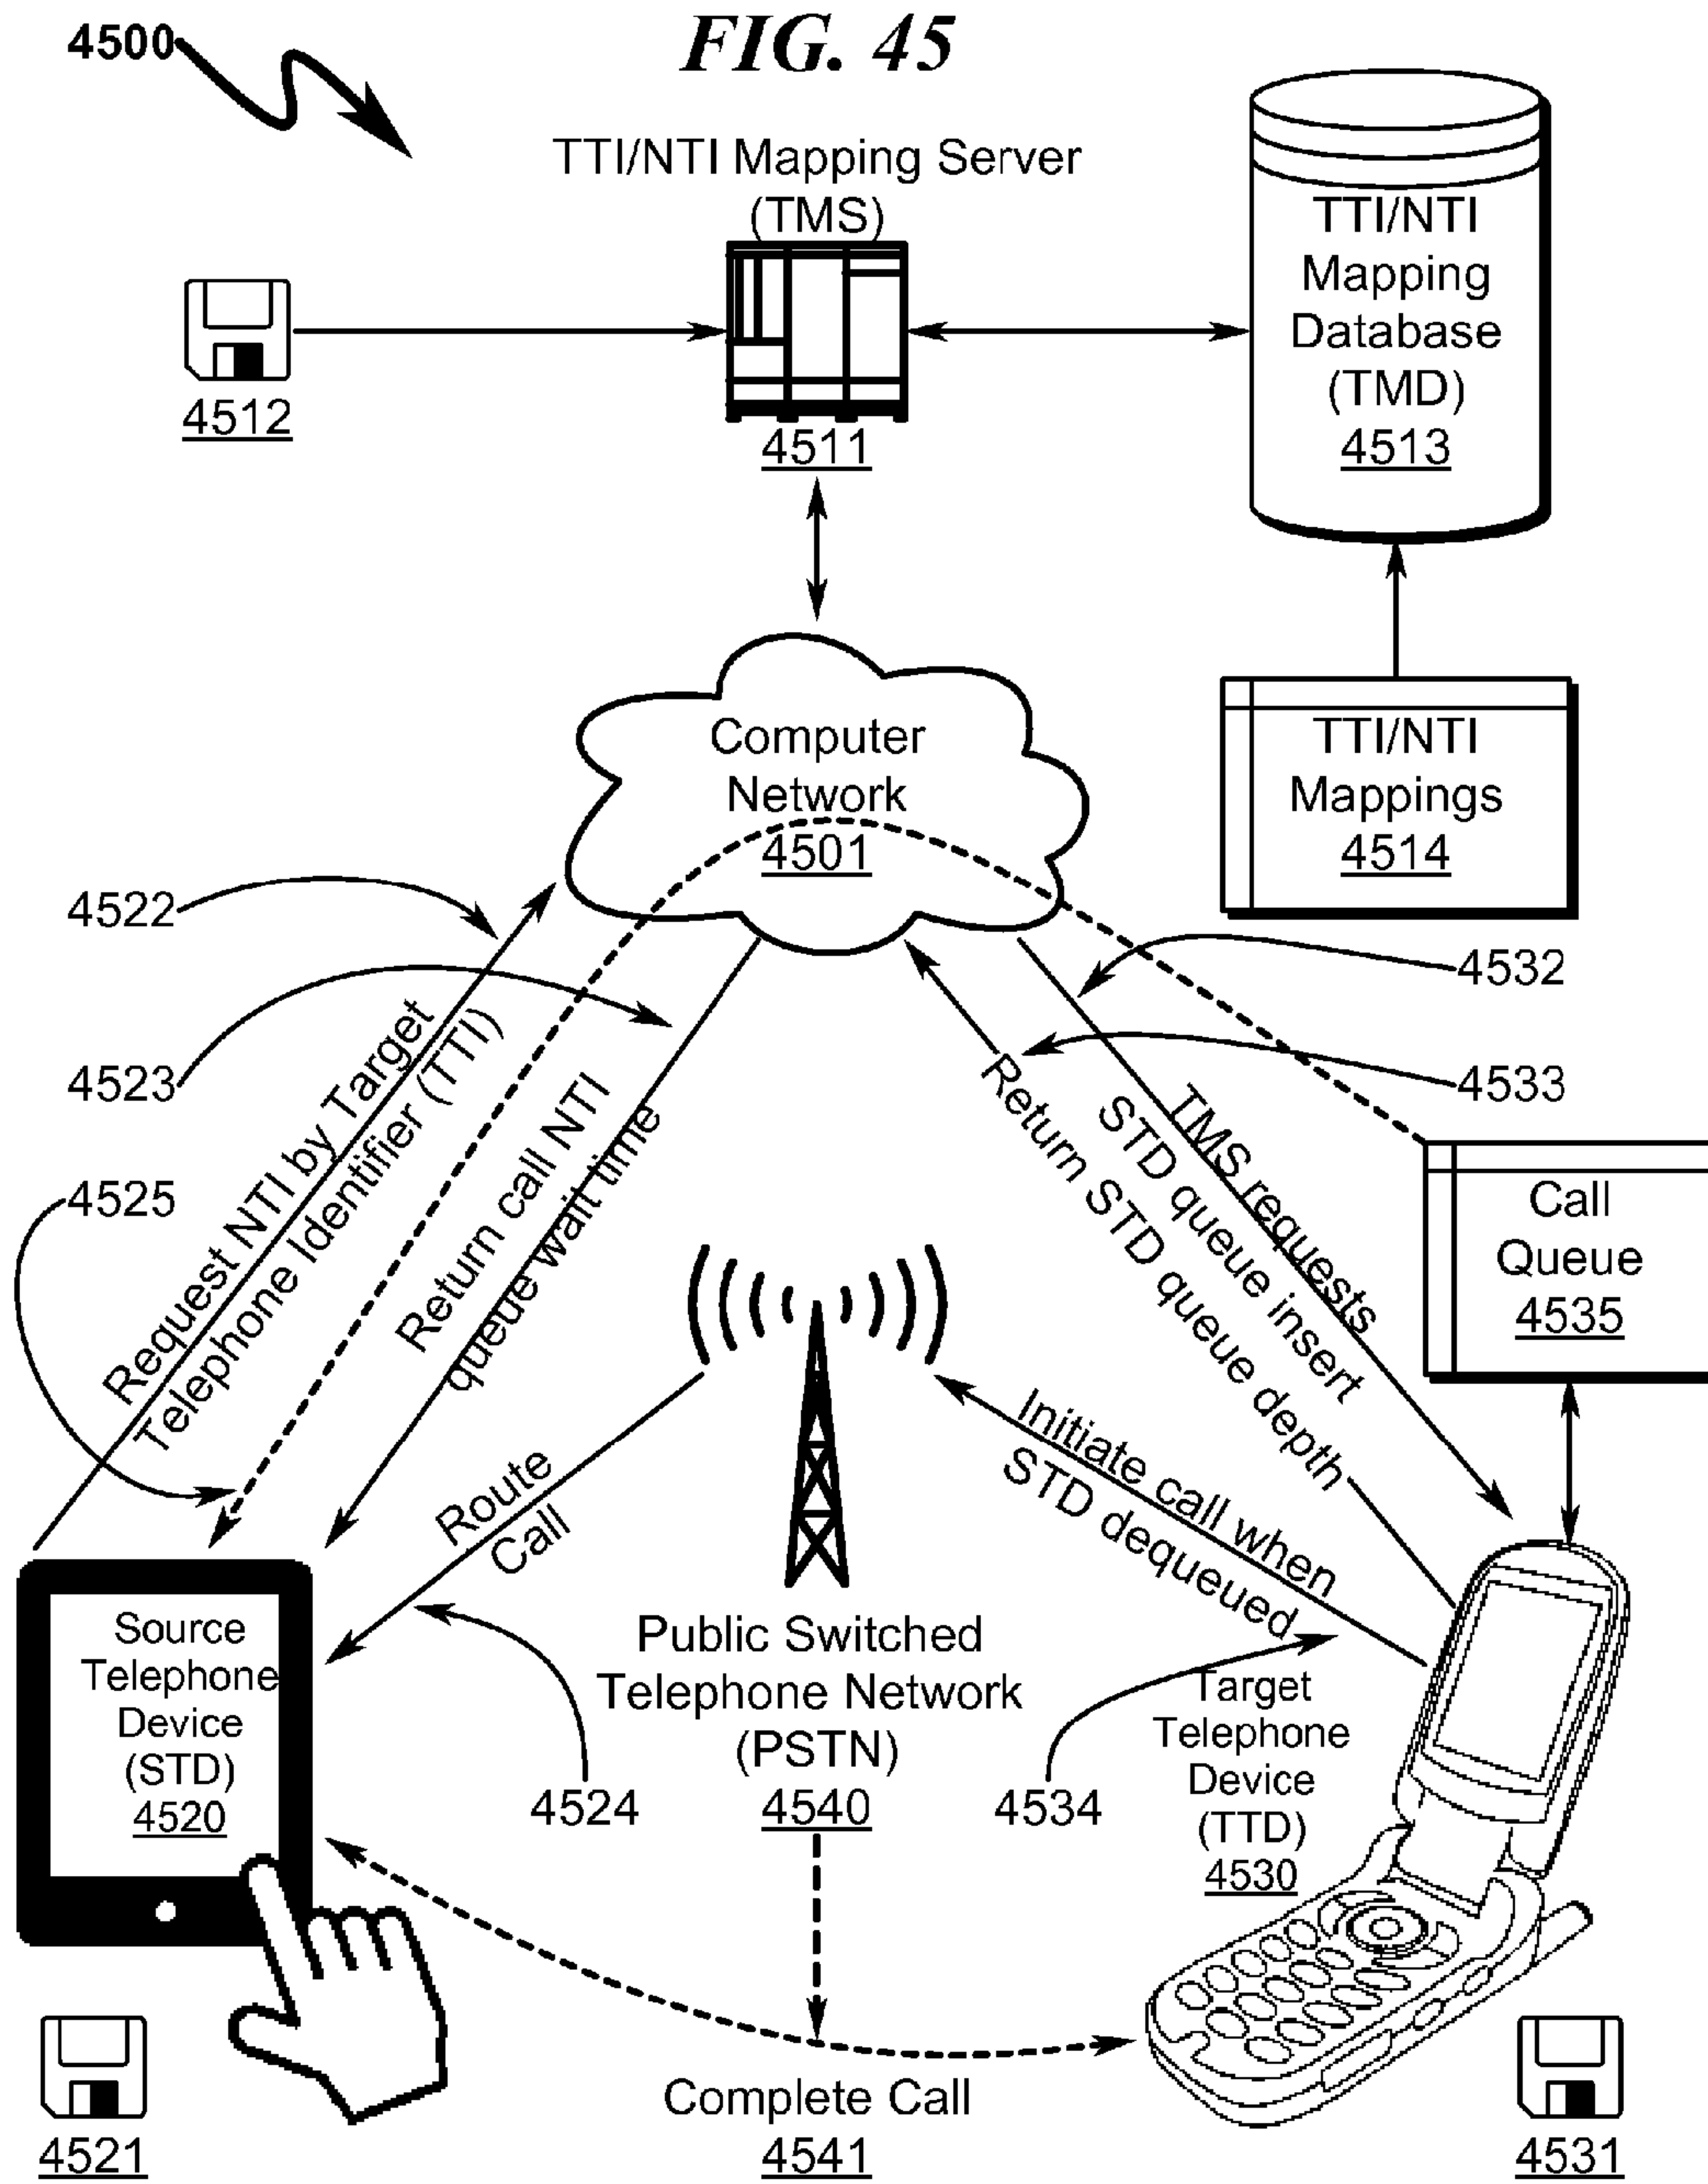 FIG. 45
4500
TTI/NTI Mapping Server
(TMS)
4511
4512
TTI/NTI
Mapping
Database
(TMD)
4513
Computer
Network
4501
TTI/NTI
Mappings
4514
4522
4523
4525
4532
4533
Request NTI by Target
Telephone Identifier (TTI)
Return call NTI
queue wait time
TMS requests
STD queue insert
Return STD queue depth
Call
Queue
4535
Initiate call when
STD dequeued
Route
Call
Source
Telephone
Device
(STD)
4520
Public Switched
Telephone Network
(PSTN)
4540
4524
4534
Target
Telephone
Device
(TTD)
4530
Complete Call
4541
4521
4531